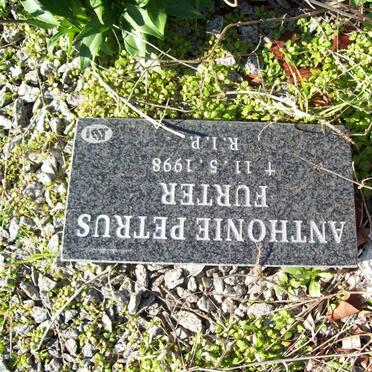 ANTHONIE PETRUS
FURTER
† 11.5.1998
R.I.P.